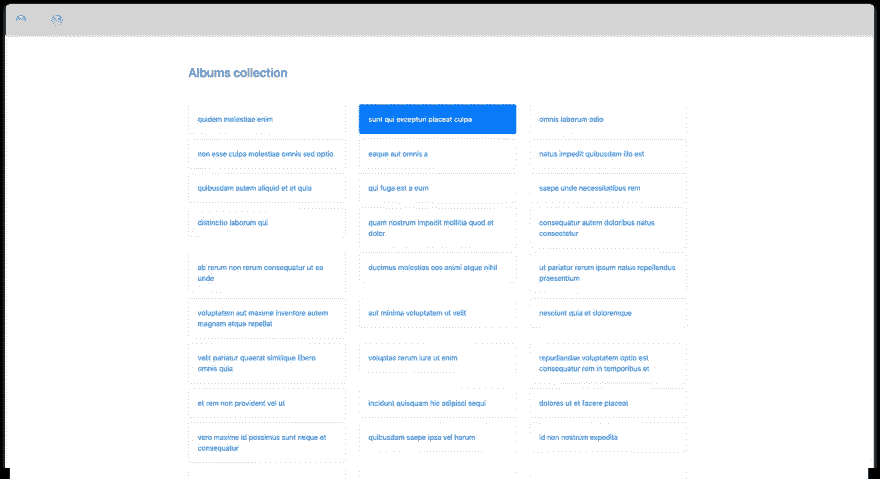 Albums collection
quidem molestiae enim
sunt qui excepturi placeat culpa
omnis laborum odio
non esse culpa molestiae omnis sed optio
eaque aut omnis a
natus impedit quibusdam illo est
quibusdam autem aliquid et et quia
qui fuga est a eum
saepe unde necessitatibus rem
distinctio laborum qui
quam nostrum impedit mollitia quod et
dolor
consequatur autem doloribus natus
consectetur
ab rerum non rerum consequatur ut ea
unde
ducimus molestias eos animi atque nihil
ut pariatur rerum ipsum natus repellendus
praesentium
voluptatem aut maxime inventore autem
magnam atque repellat
aut minima voluptatem ut velit
nesciunt quia et doloremque
velit pariatur quaerat similique libero
omnis quia
voluptas rerum iure ut enim
repudiandae voluptatem optio est
consequatur rem in temporibus et
et rem non provident vel ut
incidunt quisquam hic adipisci sequi
dolores ut et facere placeat
vero maxime id possimus sunt neque et
consequatur
quibusdam saepe ipsa vel harum
id non nostrum expedita